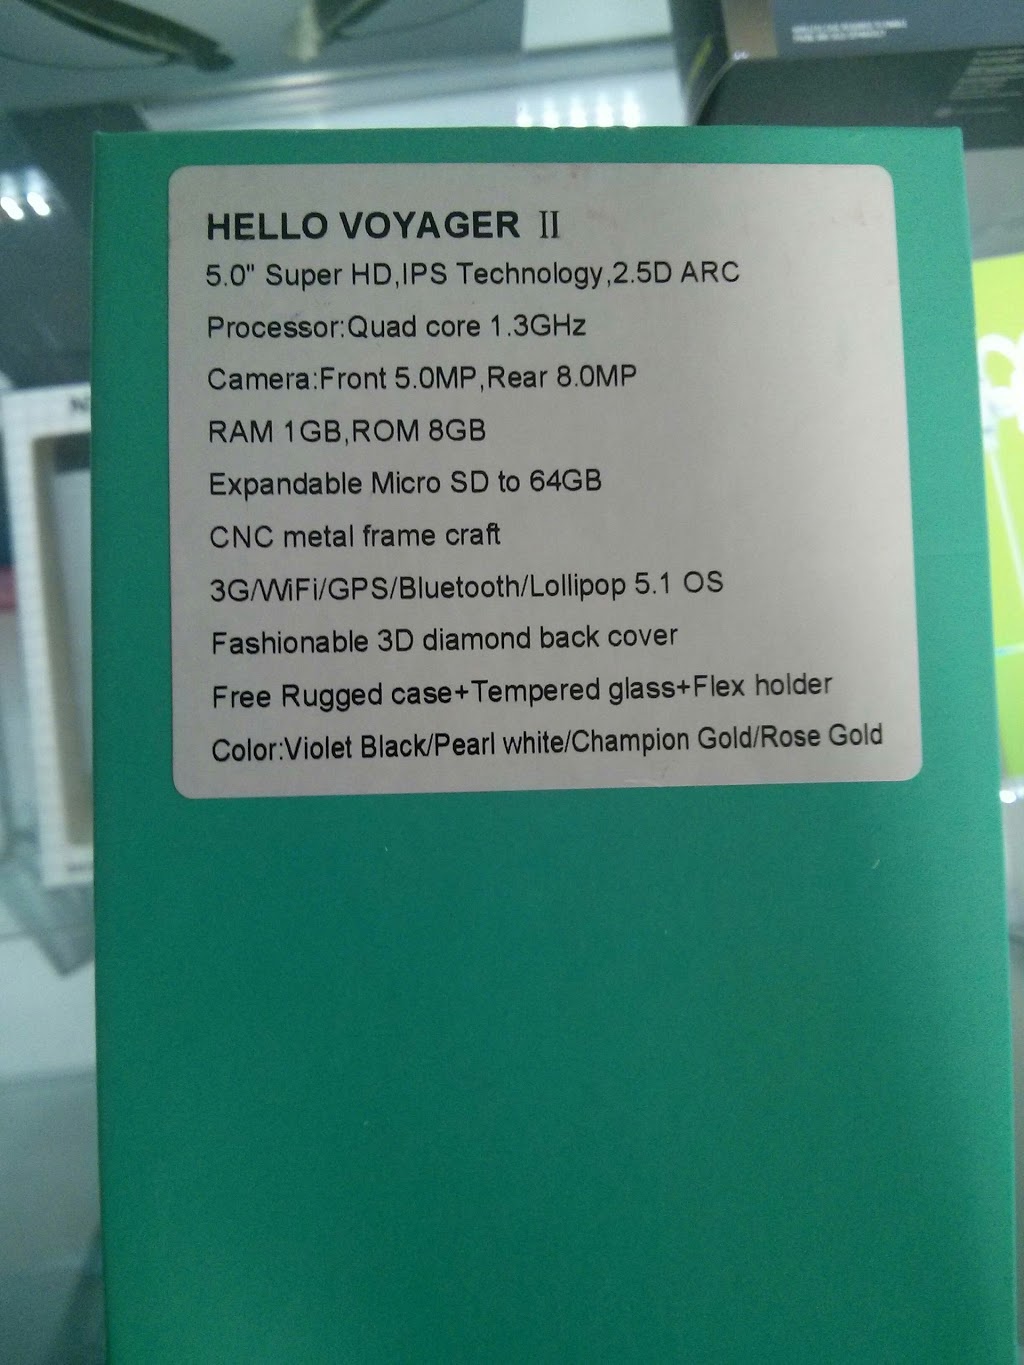 HELLO VOYAGER II
5.0" Super HD,IPS Technology,2.5D ARC
Processor:Quad core 1.3GHz
Camera:Front 5.0MP,Rear 8.0MP
RAM 1GB,ROM 8GB
Expandable Micro SD to 64GB
CNC metal frame craft
3G/WiFi/GPS/Bluetooth/Lollipop 5.1 OS
Fashionable 3D diamond back cover
Free Rugged case+Tempered glass+Flex holder
Color:Violet Black/Pearl white/Champion Gold/Rose Gold